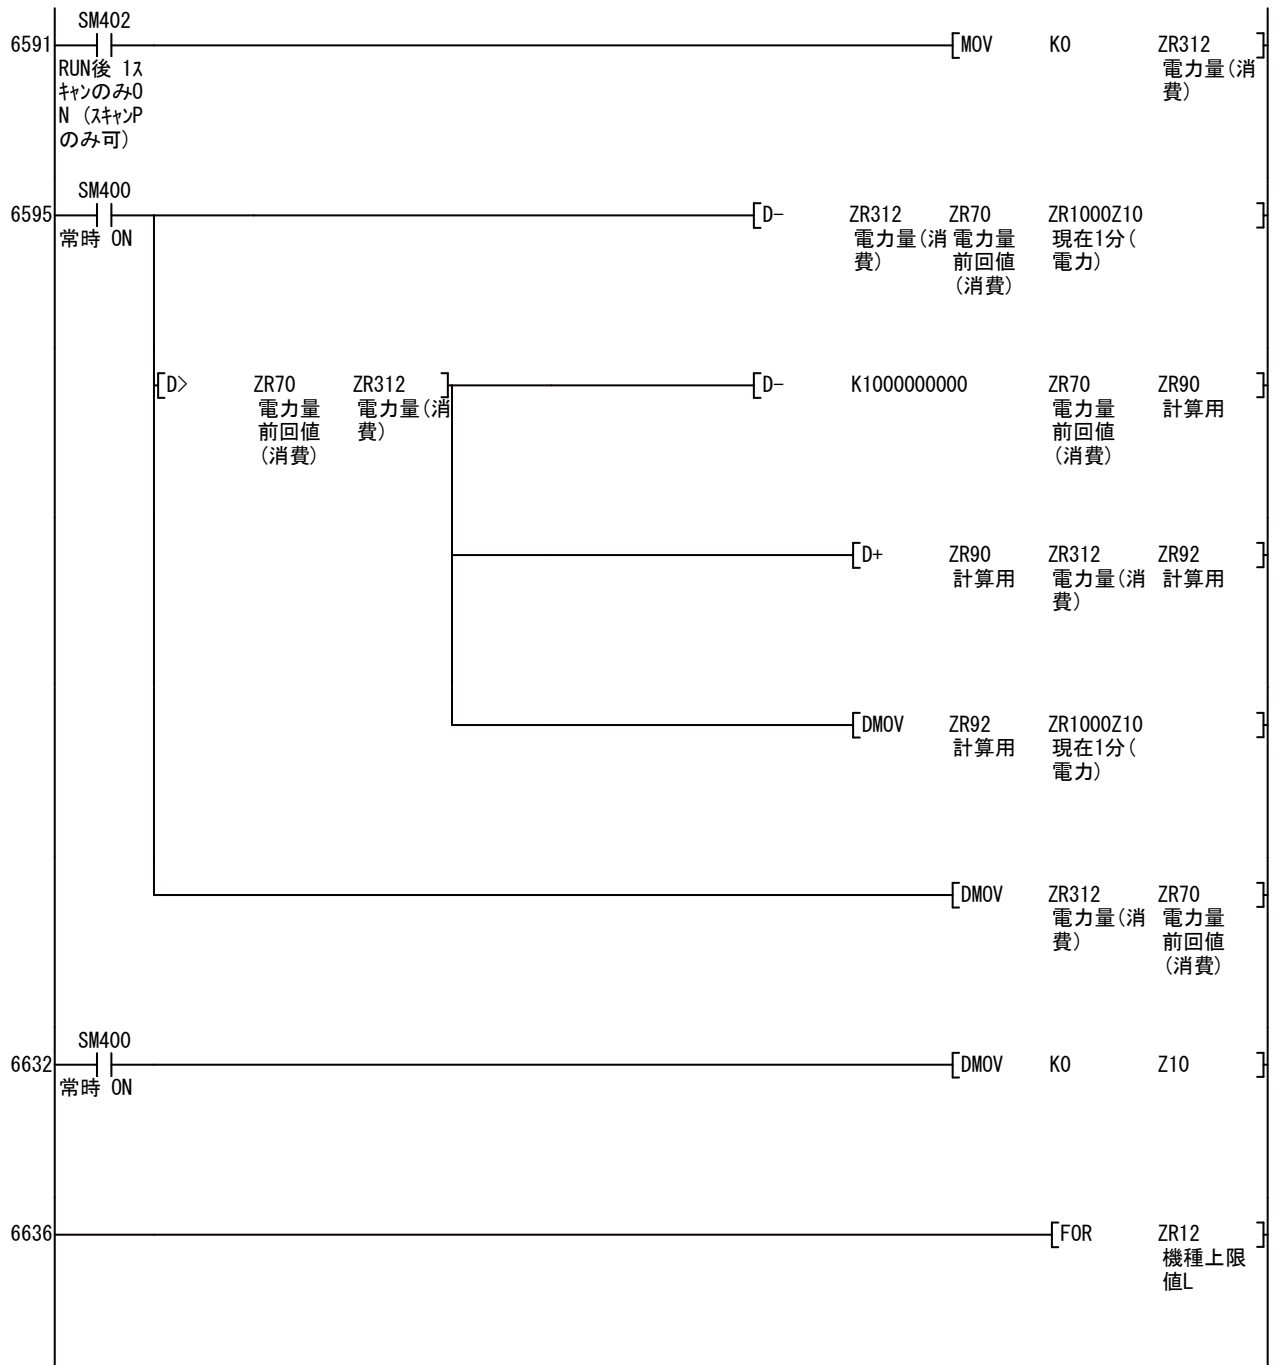 SM402
6591 [MOV K0 ZR312 ]
RUN後 1ス
キャンのみO
N (スキャンP
のみ可)
電力量(消
費)
SM400
6595 [D- ZR312 ZR70 ZR1000Z10 ]
常時 ON
電力量(消
費)
電力量
前回値
(消費)
現在1分(
電力)
[D> ZR70 ZR312 ] [D- K1000000000 ZR70 ZR90 ]
電力量
前回値
(消費)
電力量(消
費)
電力量
前回値
(消費)
計算用
[D+ ZR90 ZR312 ZR92 ]
計算用
電力量(消
費)
計算用
[DMOV ZR92 ZR1000Z10 ]
計算用
現在1分(
電力)
[DMOV ZR312 ZR70 ]
電力量(消
費)
電力量
前回値
(消費)
SM400
6632 [DMOV K0 Z10 ]
常時 ON
6636 [FOR ZR12 ]
機種上限
値L